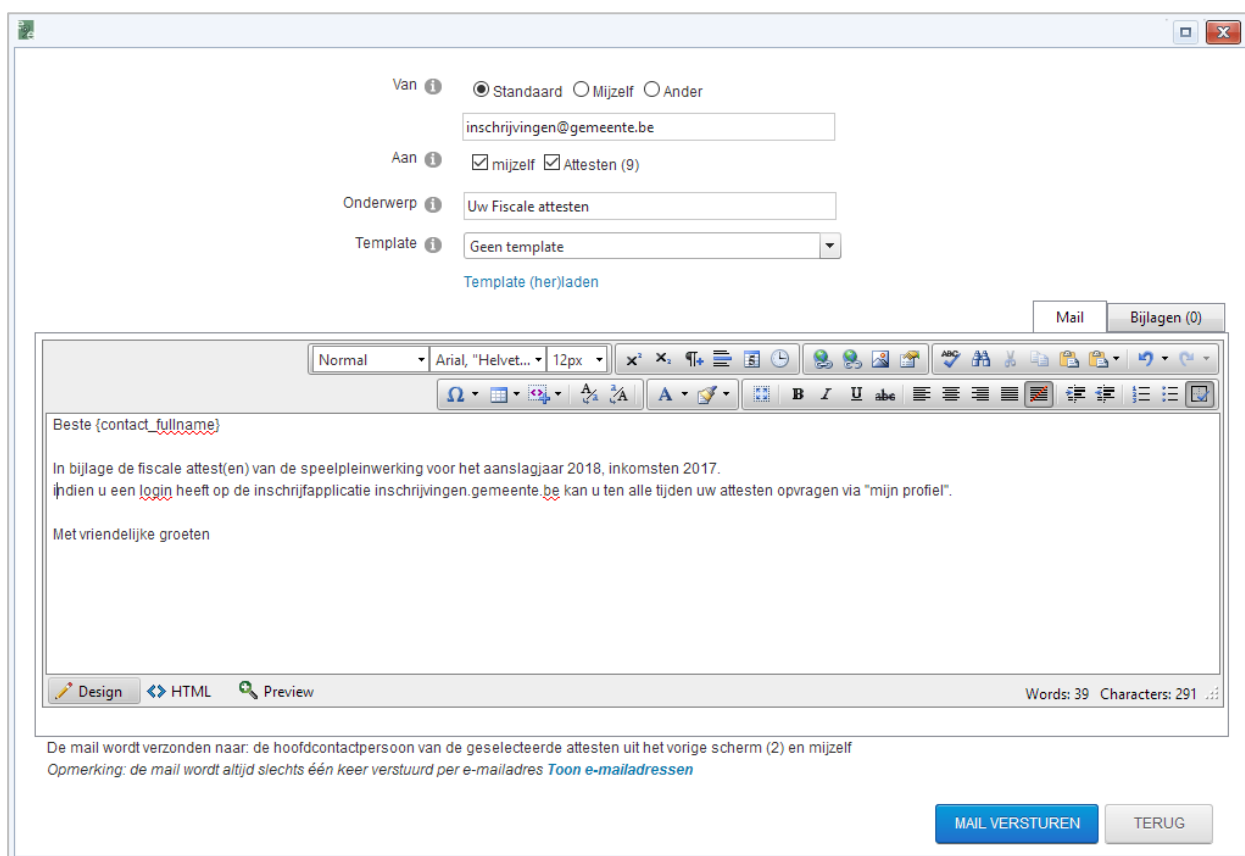 Van
Standaard Mijzelf Ander
inschrijvingen@gemeente.be
Aan
mijzelf Attesten (9)
Onderwerp
Uw Fiscale attesten
Template
Geen template
Template (her)laden
Mail Bijlagen (0)
Normal Arial, "Helvet... 12px
Beste {contact_fullname}
In bijlage de fiscale attest(en) van de speelpleinwerking voor het aanslagjaar 2018, inkomsten 2017.
indien u een login heeft op de inschrijfapplicatie inschrijvingen.gemeente.be kan u ten alle tijden uw attesten opvragen via "mijn profiel".
Met vriendelijke groeten
Design HTML Preview Words: 39 Characters: 291
De mail wordt verzonden naar: de hoofdcontactpersoon van de geselecteerde attesten uit het vorige scherm (2) en mijzelf
Opmerking: de mail wordt altijd slechts één keer verstuurd per e-mailadres Toon e-mailadressen
MAIL VERSTUREN TERUG